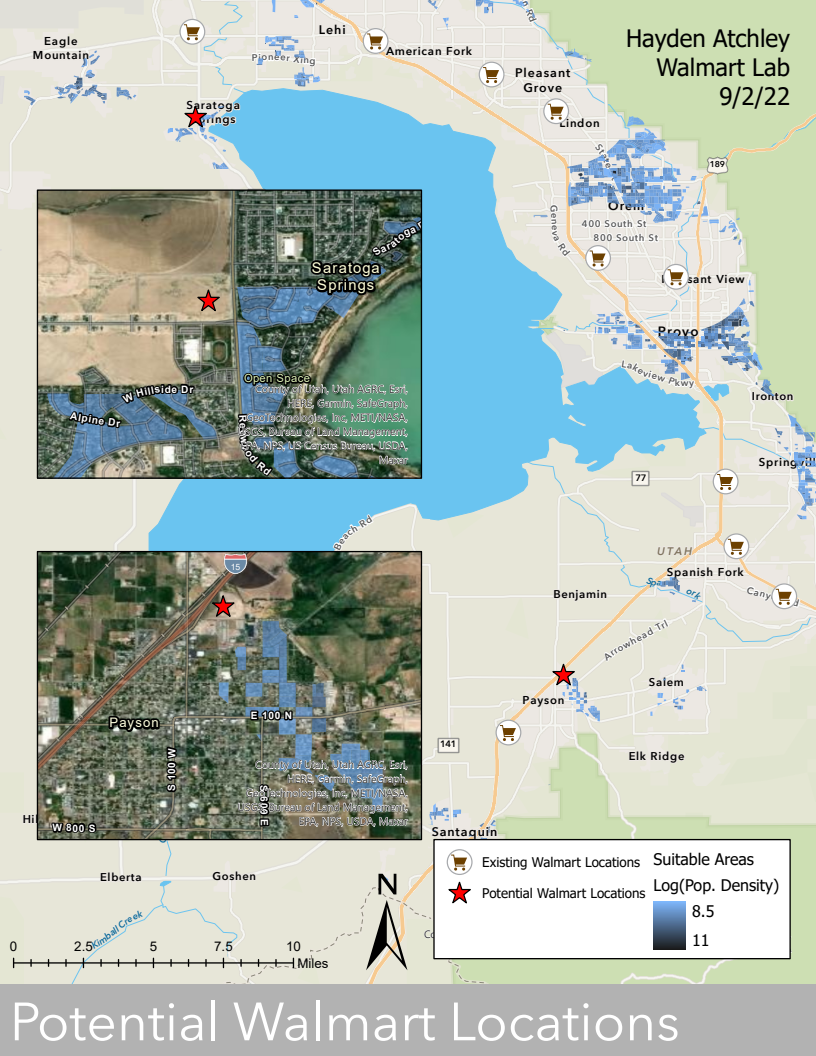 Hayden Atchley
Walmart Lab
9/2/22
Eagle
Mountain
Lehi
American Fork
Pioneer Xing
Pleasant
Grove
Saratoga
Springs
Lindon
State
189
Orem
400 South St
800 South St
Geneva Rd
Pleasant View
Provo
Lakeview Pkwy
Ironton
Springvill
77
Beach Rd
UTAH
Spanish Fork
Benjamin
Arrowhead Trl
Salem
Payson
141
Elk Ridge
Santaquin
Elberta
Goshen
Kimball Creek
Saratoga
Saratoga
Springs
Open Space
W Hillside Dr
Alpine Dr
Redwood Rd
County of Utah, Utah AGRC, Esri,
HERE, Garmin, SafeGraph,
GeoTechnologies, Inc, METI/NASA,
USGS, Bureau of Land Management,
EPA, NPS, US Census Bureau, USDA,
Maxar
15
Payson
E 100 N
S 100 W
S 600 E
W 800 S
County of Utah, Utah AGRC, Esri,
HERE, Garmin, SafeGraph,
GeoTechnologies, Inc, METI/NASA,
USGS, Bureau of Land Management,
EPA, NPS, USDA, Maxar
Existing Walmart Locations
Potential Walmart Locations
Suitable Areas
Log(Pop. Density)
8.5
11
N
0 2.5 5 7.5 10
Miles
Potential Walmart Locations